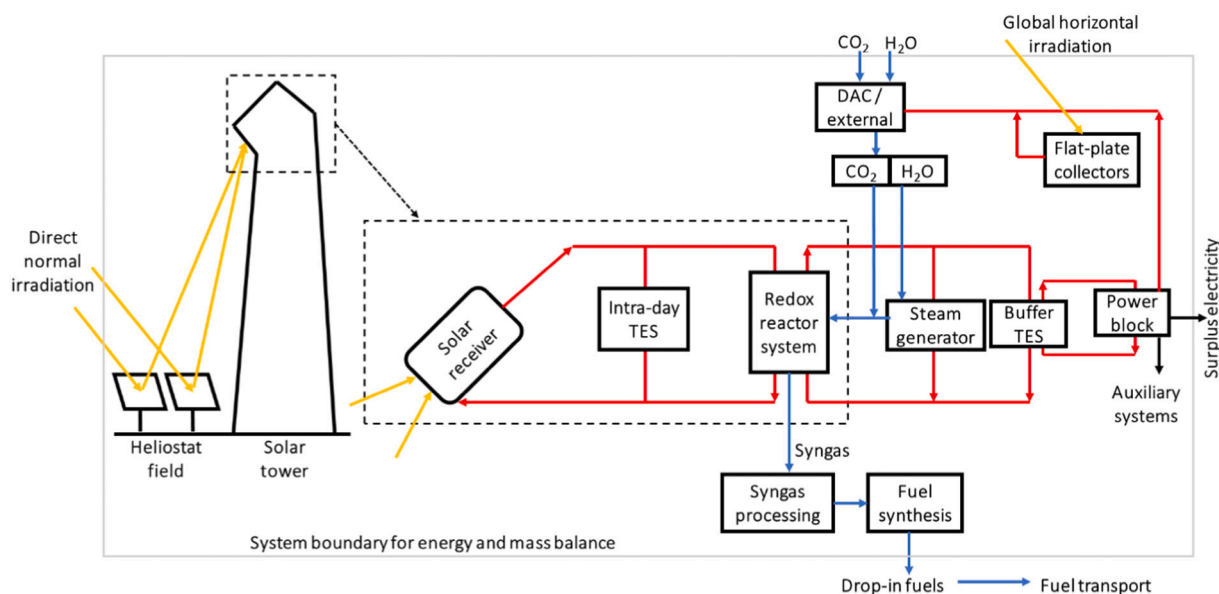 Global horizontal
irradiation
CO₂ H₂O
DAC /
external
Flat-plate
collectors
CO₂ H₂O
Direct
normal
irradiation
Solar
receiver
Intra-day
TES
Redox
reactor
system
Steam
generator
Buffer
TES
Power
block
Surplus electricity
Auxiliary
systems
Heliostat
field
Solar
tower
Syngas
Syngas
processing
Fuel
synthesis
System boundary for energy and mass balance
Drop-in fuels Fuel transport